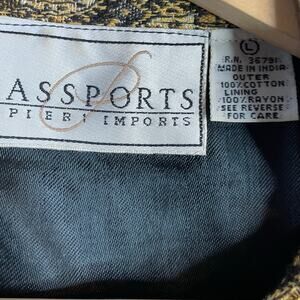 P
ASSPORTS
PIER 1 IMPORTS
L
R.N. 36791
MADE IN INDIA
OUTER
100% COTTON
LINING
100% RAYON
SEE REVERSE
FOR CARE